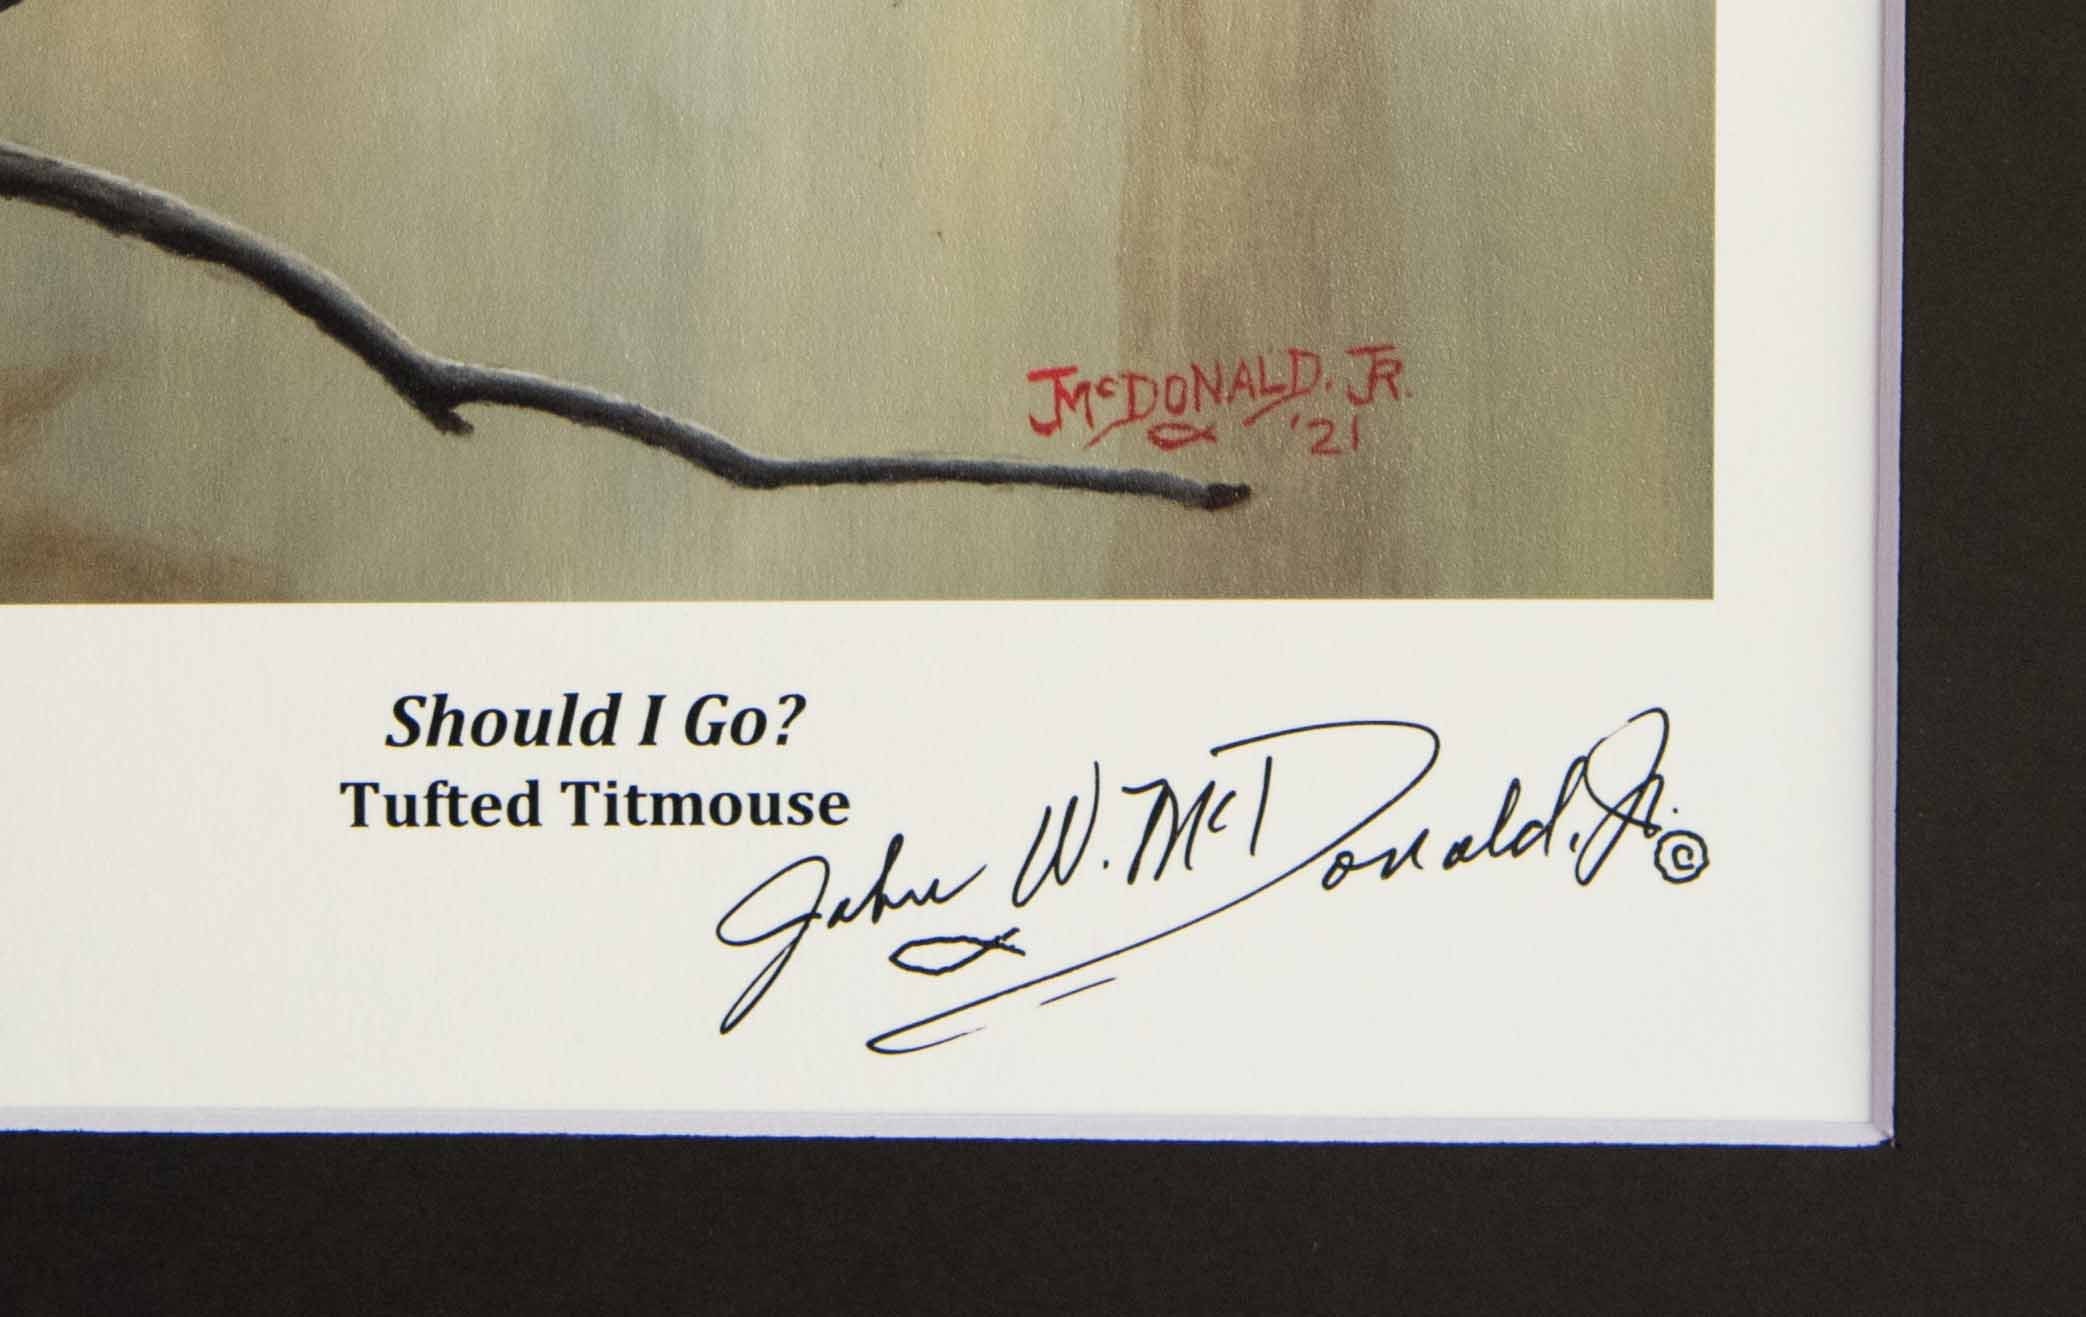 JMcDONALD. JR.
'21
Should I Go?
Tufted Titmouse
John W. McDonald, Jr. ©